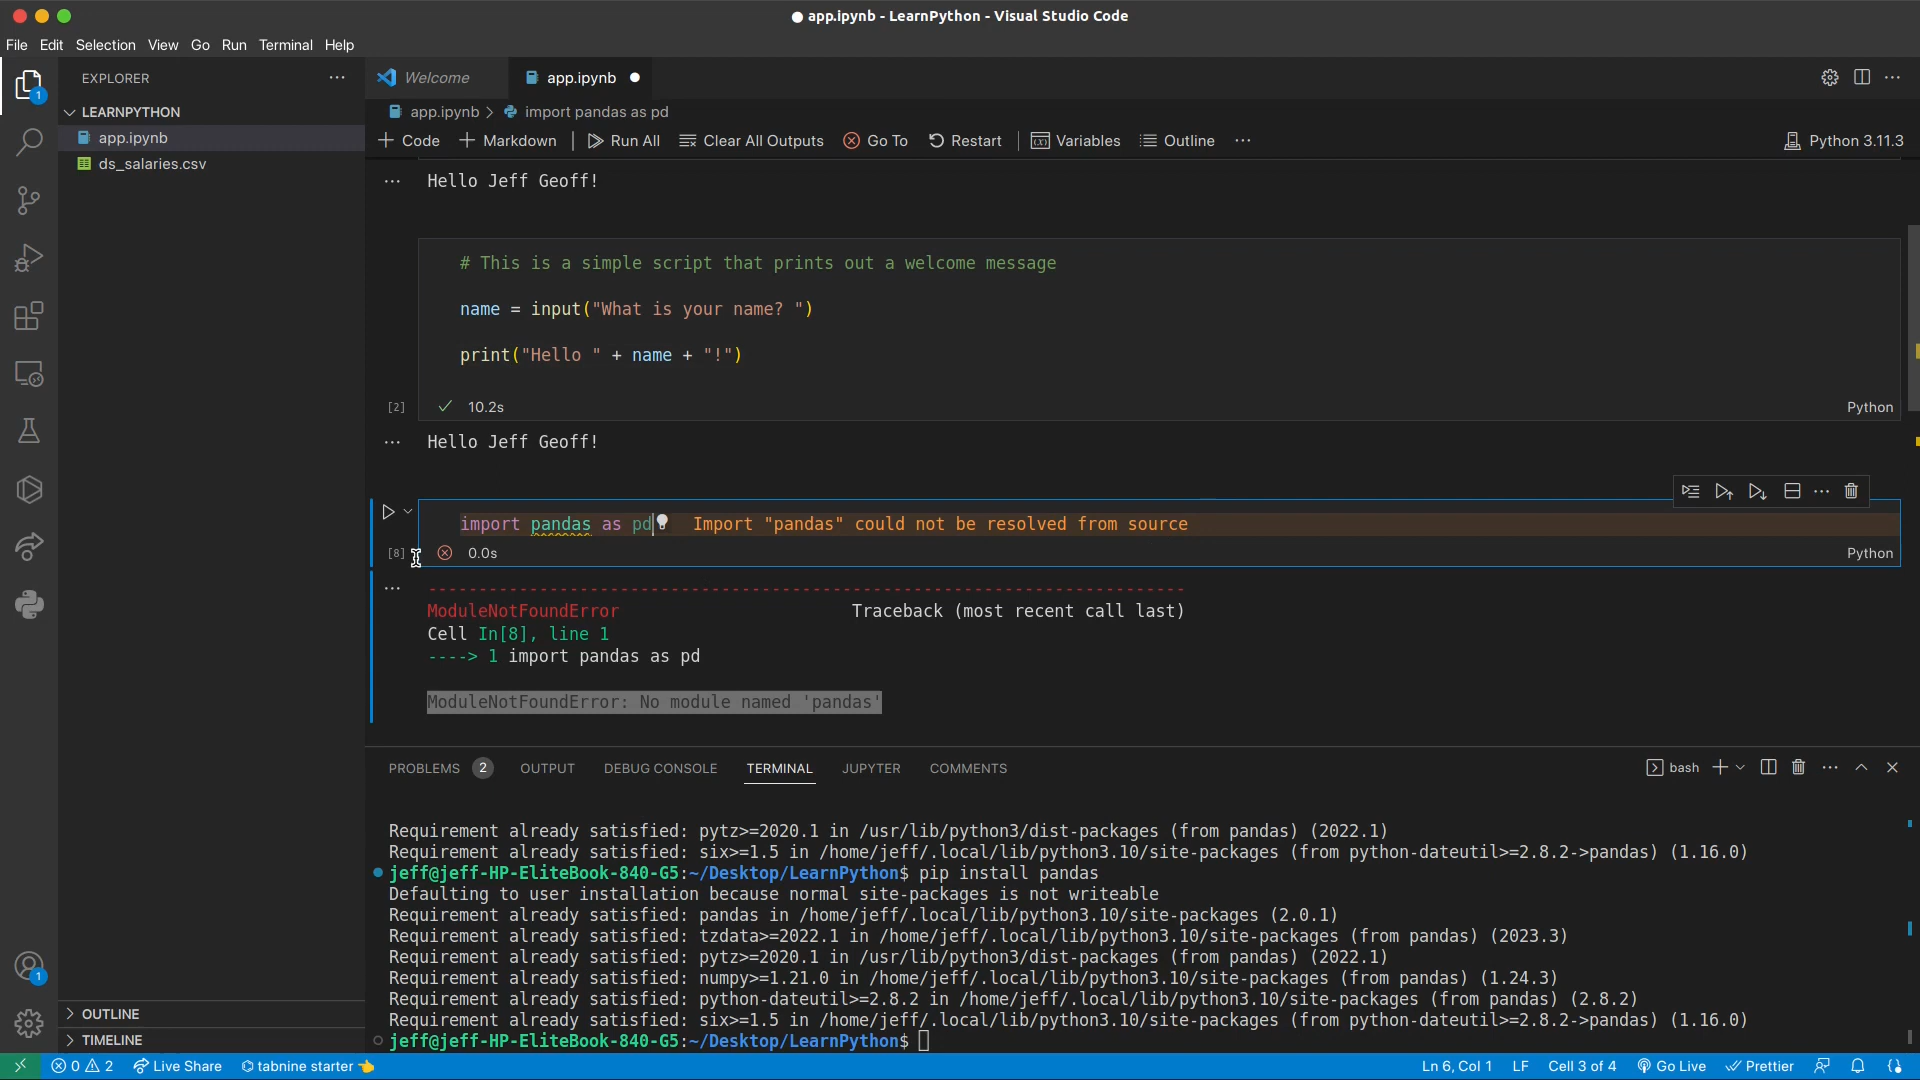 app.ipynb - LearnPython - Visual Studio Code
File Edit Selection View Go Run Terminal Help
EXPLORER
Welcome
app.ipynb
1
LEARNPYTHON
app.ipynb > import pandas as pd
app.ipynb
ds_salaries.csv
Code Markdown Run All Clear All Outputs Go To Restart Variables Outline Python 3.11.3
Hello Jeff Geoff!
# This is a simple script that prints out a welcome message
name = input("What is your name? ")
print("Hello " + name + "!")
[2] 10.2s Python
Hello Jeff Geoff!
import pandas as pd Import "pandas" could not be resolved from source
[8] 0.0s Python
---------------------------------------------------------------------------
ModuleNotFoundError Traceback (most recent call last)
Cell In[8], line 1
----> 1 import pandas as pd
ModuleNotFoundError: No module named 'pandas'
PROBLEMS 2 OUTPUT DEBUG CONSOLE TERMINAL JUPYTER COMMENTS bash
Requirement already satisfied: pytz>=2020.1 in /usr/lib/python3/dist-packages (from pandas) (2022.1)
Requirement already satisfied: six>=1.5 in /home/jeff/.local/lib/python3.10/site-packages (from python-dateutil>=2.8.2->pandas) (1.16.0)
jeff@jeff-HP-EliteBook-840-G5:~/Desktop/LearnPython$ pip install pandas
Defaulting to user installation because normal site-packages is not writeable
Requirement already satisfied: pandas in /home/jeff/.local/lib/python3.10/site-packages (2.0.1)
Requirement already satisfied: tzdata>=2022.1 in /home/jeff/.local/lib/python3.10/site-packages (from pandas) (2023.3)
Requirement already satisfied: pytz>=2020.1 in /usr/lib/python3/dist-packages (from pandas) (2022.1)
Requirement already satisfied: numpy>=1.21.0 in /home/jeff/.local/lib/python3.10/site-packages (from pandas) (1.24.3)
Requirement already satisfied: python-dateutil>=2.8.2 in /home/jeff/.local/lib/python3.10/site-packages (from pandas) (2.8.2)
Requirement already satisfied: six>=1.5 in /home/jeff/.local/lib/python3.10/site-packages (from python-dateutil>=2.8.2->pandas) (1.16.0)
jeff@jeff-HP-EliteBook-840-G5:~/Desktop/LearnPython$
1
OUTLINE
TIMELINE
0 2 Live Share tabnine starter Ln 6, Col 1 LF Cell 3 of 4 Go Live Prettier